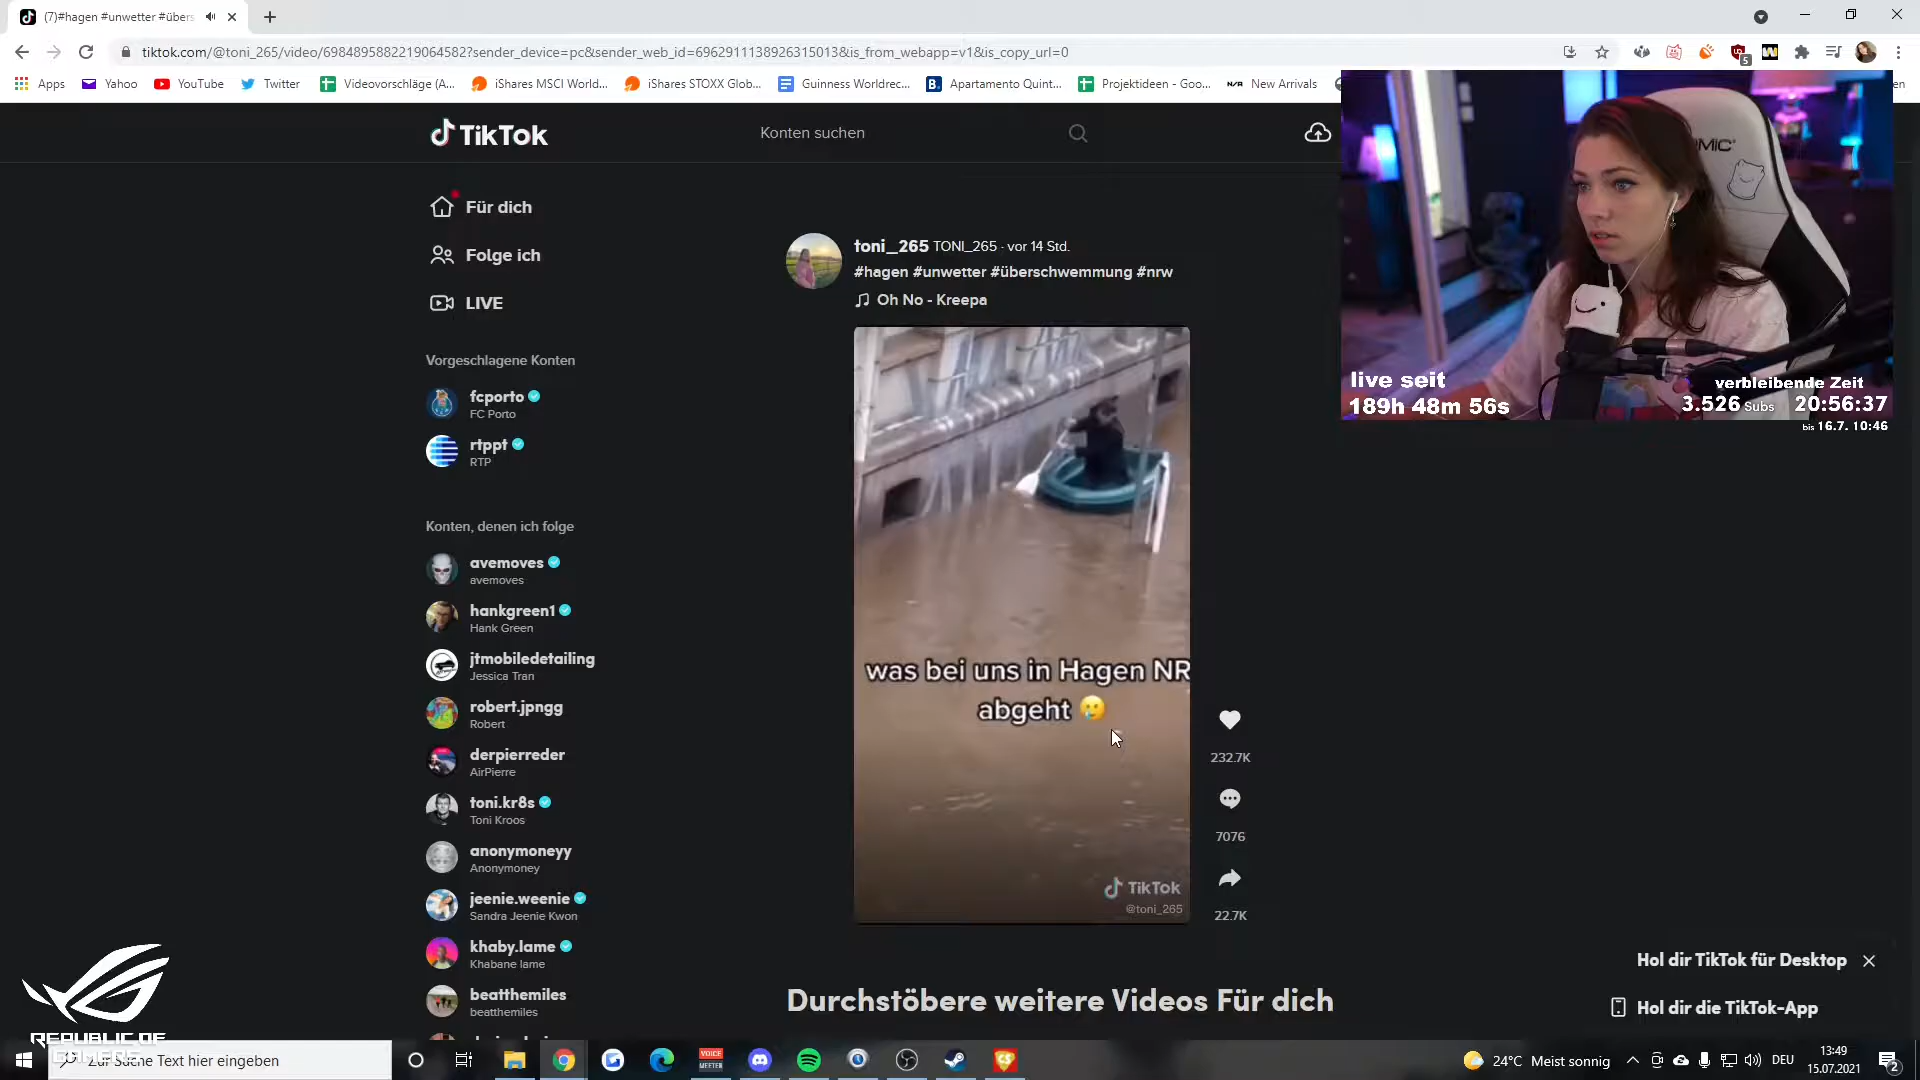 (7)#hagen #unwetter #übers
tiktok.com/@toni_265/video/6984895882219064582?sender_device=pc&sender_web_id=6962911138926315013&is_from_webapp=v1&is_copy_url=0
5
Apps
Yahoo
YouTube
Twitter
Videovorschläge (A...
iShares MSCI World...
iShares STOXX Glob...
Guinness Worldrec...
Apartamento Quint...
Projektideen - Goo...
New Arrivals
TikTok
Konten suchen
Für dich
Folge ich
LIVE
Vorgeschlagene Konten
fcporto
FC Porto
rtppt
RTP
Konten, denen ich folge
avemoves
avemoves
hankgreen1
Hank Green
jtmobiledetailing
Jessica Tran
robert.jpngg
Robert
derpierreder
AirPierre
toni.kr8s
Toni Kroos
anonymoneyy
Anonymoney
jeenie.weenie
Sandra Jeenie Kwon
khaby.lame
Khabane lame
beatthemiles
beatthemiles
toni_265 TONI_265 · vor 14 Std.
#hagen #unwetter #überschwemmung #nrw
Oh No - Kreepa
was bei uns in Hagen NR
abgeht 🥲
TikTok
@toni_265
232.7K
7076
22.7K
Durchstöbere weitere Videos Für dich
live seit
189h 48m 56s
verbleibende Zeit
3.526 Subs 20:56:37
bis 16.7. 10:46
Hol dir TikTok für Desktop
Hol dir die TikTok-App
REPUBLIC OF
GAMERS
Zur Suche Text hier eingeben
VOICE
MEETER
24°C Meist sonnig
DEU
13:49
15.07.2021
2